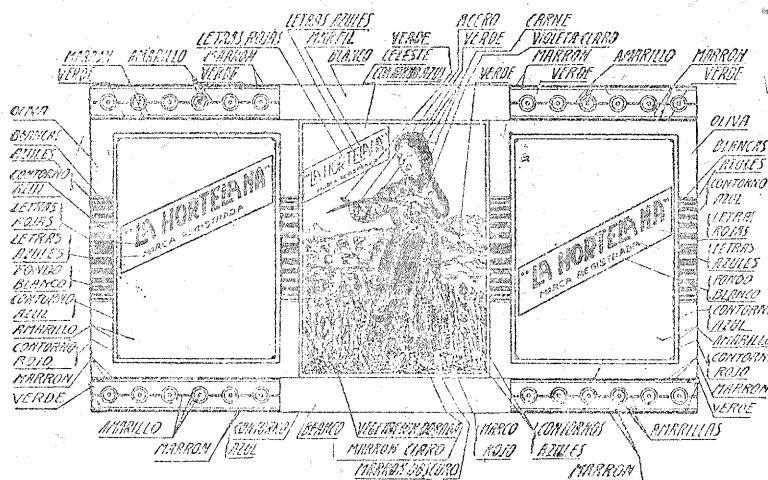 LETRAS AZULES
MARFIL
BLANCO
LETRAS ROJAS
MARRON
VERDE
MARRON
VERDE
AMARILLO
VERDE
CELESTE
CONTORNO AZUL
ACERO
VERDE
CARNE
VIOLETA CLARO
VERDE
MARRON
VERDE
AMARILLO
MARRON
VERDE
OLIVA
BLANCAS
AZULES
CONTORNO
AZUL
LETRAS
ROJAS
LETRAS
AZULES
FONDO
BLANCO
CONTORNO
AZUL
AMARILLO
CONTORNO
ROJO
MARRON
VERDE
"LA HORTELANA"
MARCA REGISTRADA
LA HORTELANA
MARCA REGISTRADA
"LA HORTELANA"
MARCA REGISTRADA
OLIVA
BLANCAS
AZULES
CONTORNO
AZUL
LETRAS
ROJAS
LETRAS
AZULES
FONDO
BLANCO
CONTORNO
AZUL
AMARILLO
CONTORNO
ROJO
MARRON
VERDE
AMARILLO
MARRON
CONTORNO
AZUL
BLANCO
VEGETACION
MARRON CLARO
MARRON OBSCURO
MARCO
ROJO
CONTORNOS
AZULES
AMARILLAS
MARRON